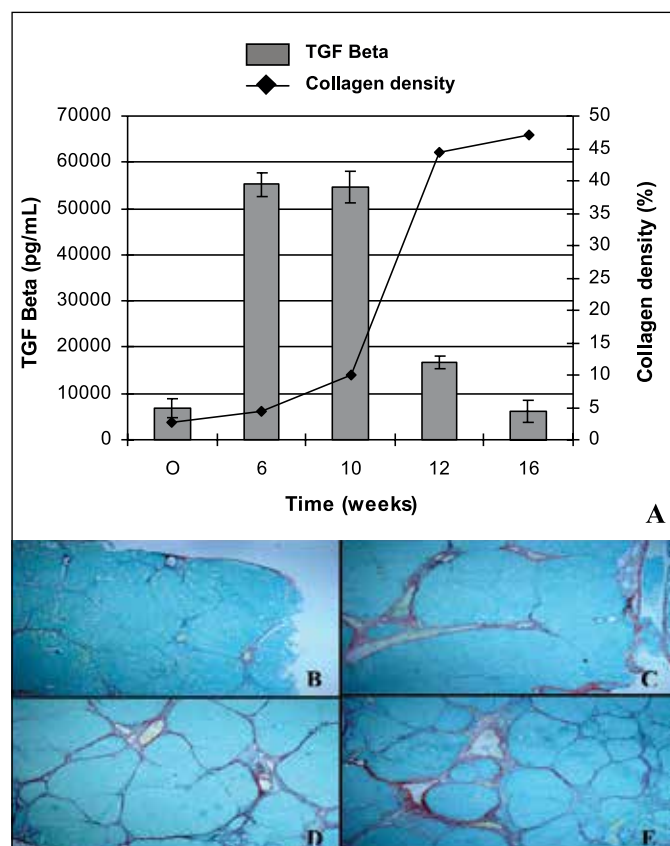 TGF Beta
Collagen density
70000
60000
50000
40000
30000
20000
10000
0
TGF Beta (pg/mL)
50
45
40
35
30
25
20
15
10
5
0
Collagen density (%)
O 6 10 12 16
Time (weeks)
A
B
C
D
E